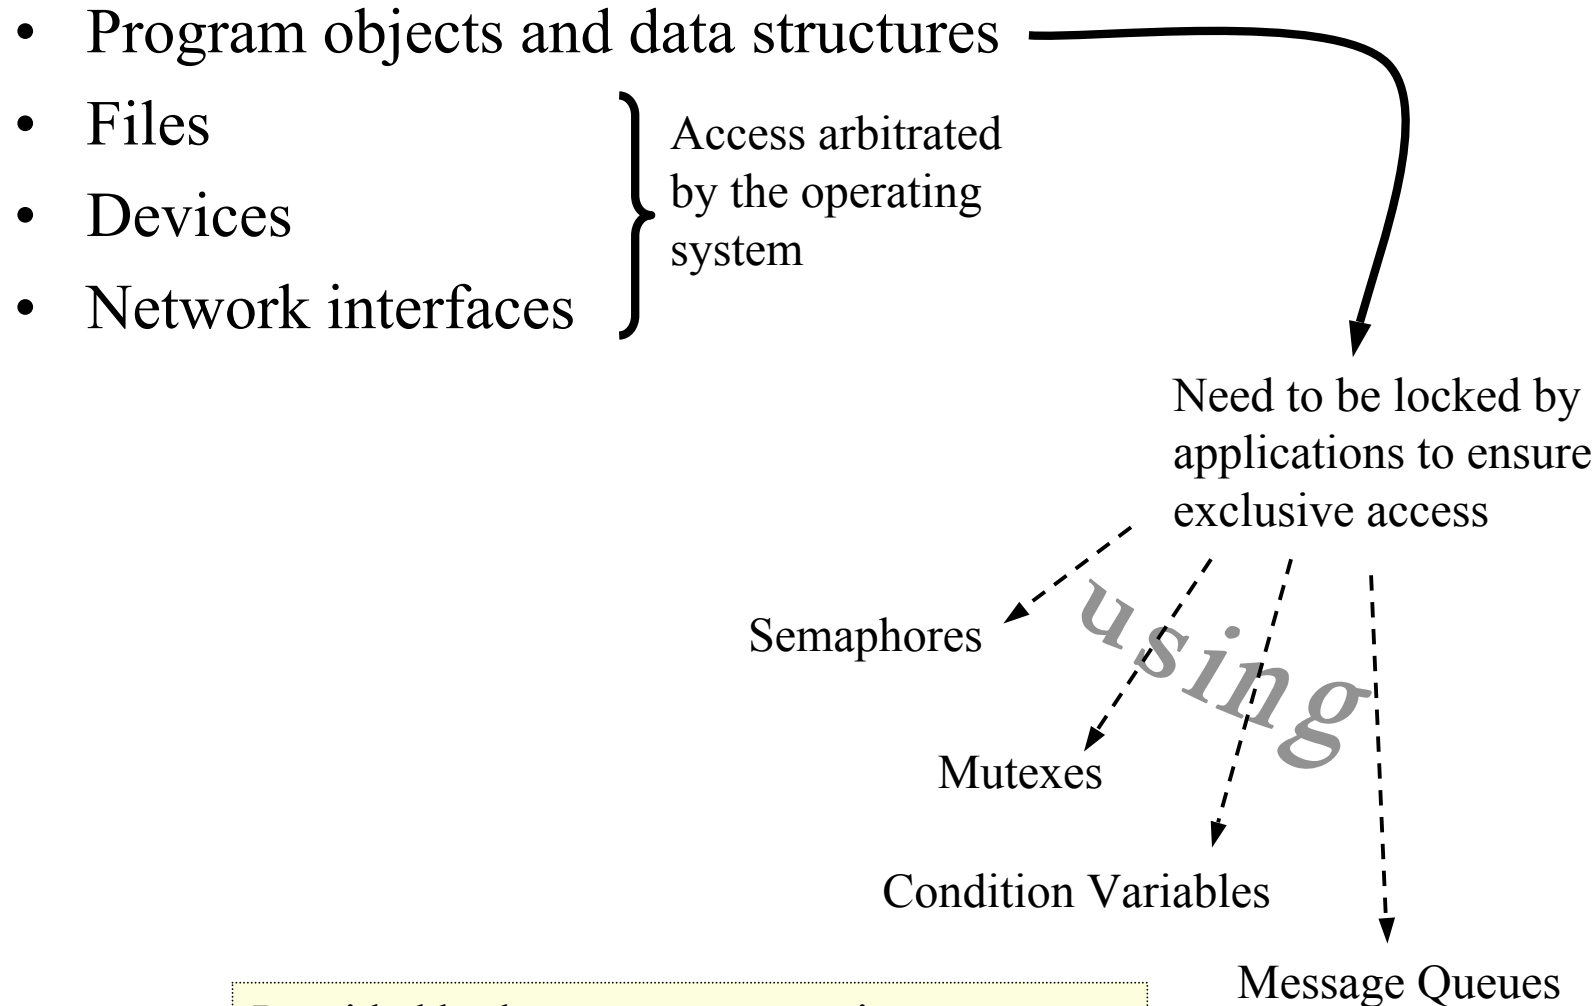 • Program objects and data structures
• Files
• Devices
• Network interfaces
Access arbitrated
by the operating
system
Need to be locked by
applications to ensure
exclusive access
using
Semaphores
Mutexes
Condition Variables
Message Queues